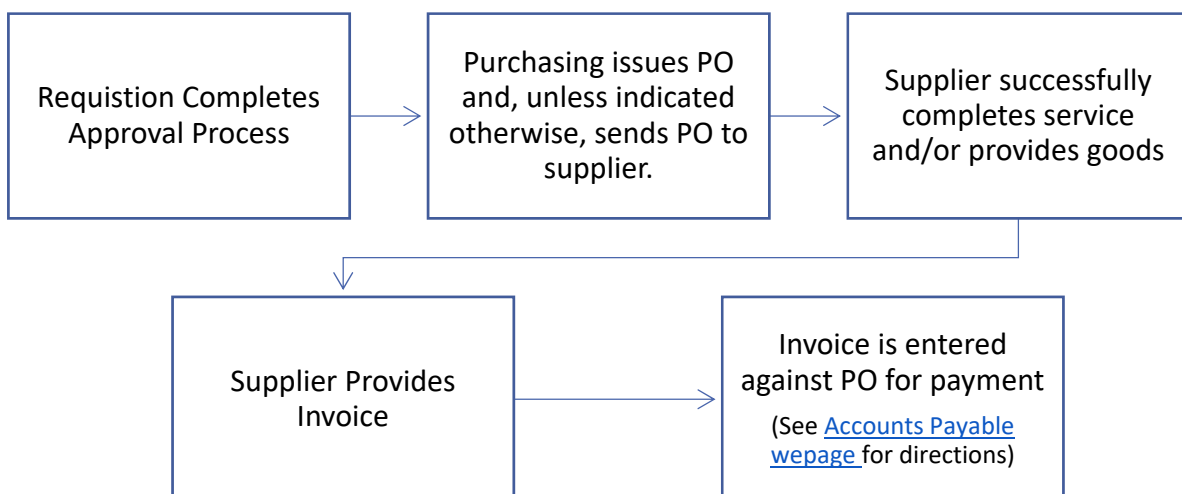 Requistion Completes
Approval Process
Purchasing issues PO
and, unless indicated
otherwise, sends PO to
supplier.
Supplier successfully
completes service
and/or provides goods
Supplier Provides
Invoice
Invoice is entered
against PO for payment
(See Accounts Payable
wepage for directions)